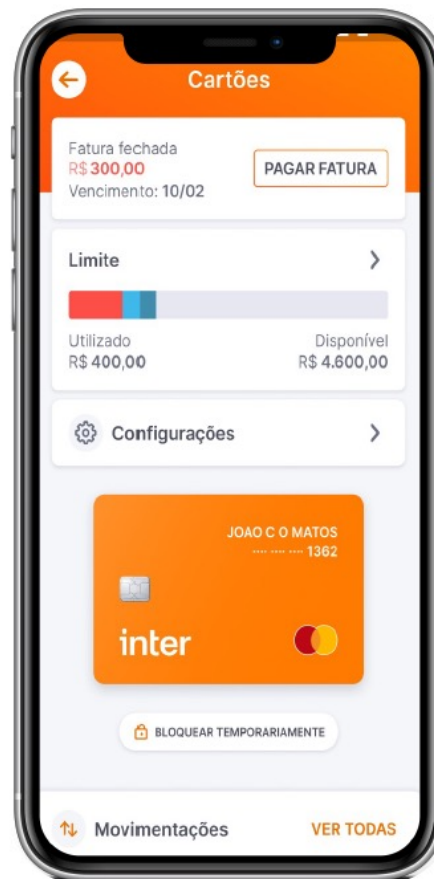 Cartões
Fatura fechada
R$ 300,00
Vencimento: 10/02
PAGAR FATURA
Limite
Utilizado
R$ 400,00
Disponível
R$ 4.600,00
Configurações
JOAO C O MATOS
···· ···· ···· 1362
inter
BLOQUEAR TEMPORARIAMENTE
Movimentações
VER TODAS